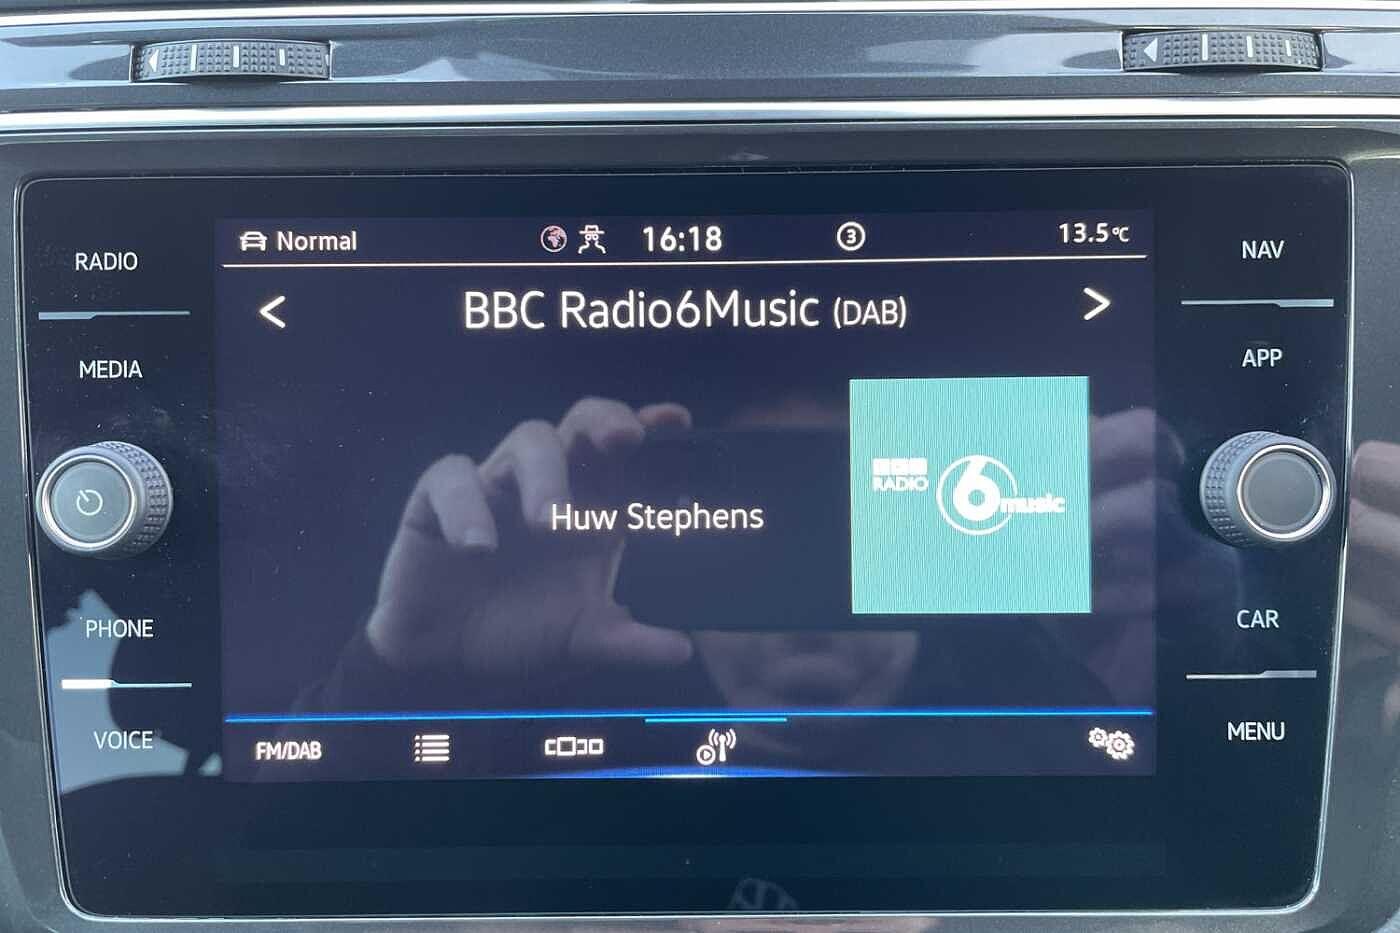 Normal 16:18 3 13.5°C
RADIO
NAV
< BBC Radio6Music (DAB) >
MEDIA
APP
BBC
RADIO 6 music
Huw Stephens
PHONE
CAR
VOICE
MENU
FM/DAB